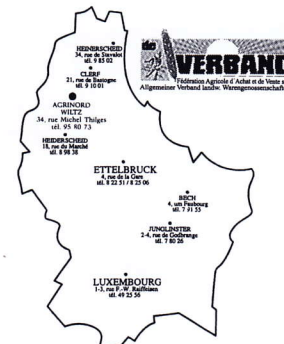 HEINERSCHEID
34, rue de Stavelot
tél. 9 85 02
CLERF
21, rue de Bastogne
tél. 9 10 01
AGRINORD
WILTZ
34, rue Michel Thilges
tél. 95 80 73
HEIDERSCHEID
18, rue du Marché
tél. 8 98 38
VERBAND
Fédération Agricole d'Achat et de Vente
Allgemeiner Verband landw. Warengenossenschaft
ETTELBRUCK
4, rue de la Gare
tél. 8 22 51 / 8 25 06
BECH
4, um Faubourg
tél. 7 91 55
JUNGLINSTER
2-4, rue de Godbrange
tél. 7 80 26
LUXEMBOURG
1-3, rue F.-W. Raiffeisen
tél. 49 25 56